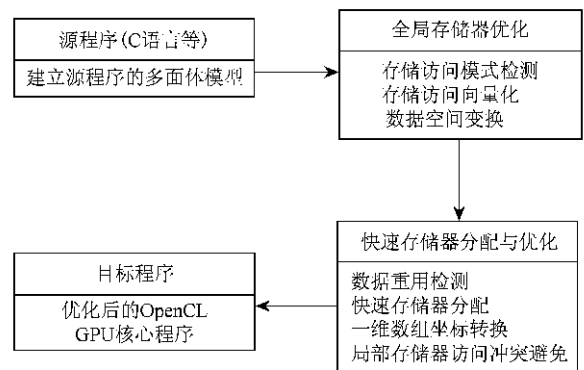 源程序(C语言等)
建立源程序的多面体模型
全局存储器优化
存储访问模式检测
存储访问向量化
数据空间变换
快速存储器分配与优化
数据重用检测
快速存储器分配
一维数组坐标转换
局部存储器访问冲突避免
目标程序
优化后的OpenCL
GPU核心程序